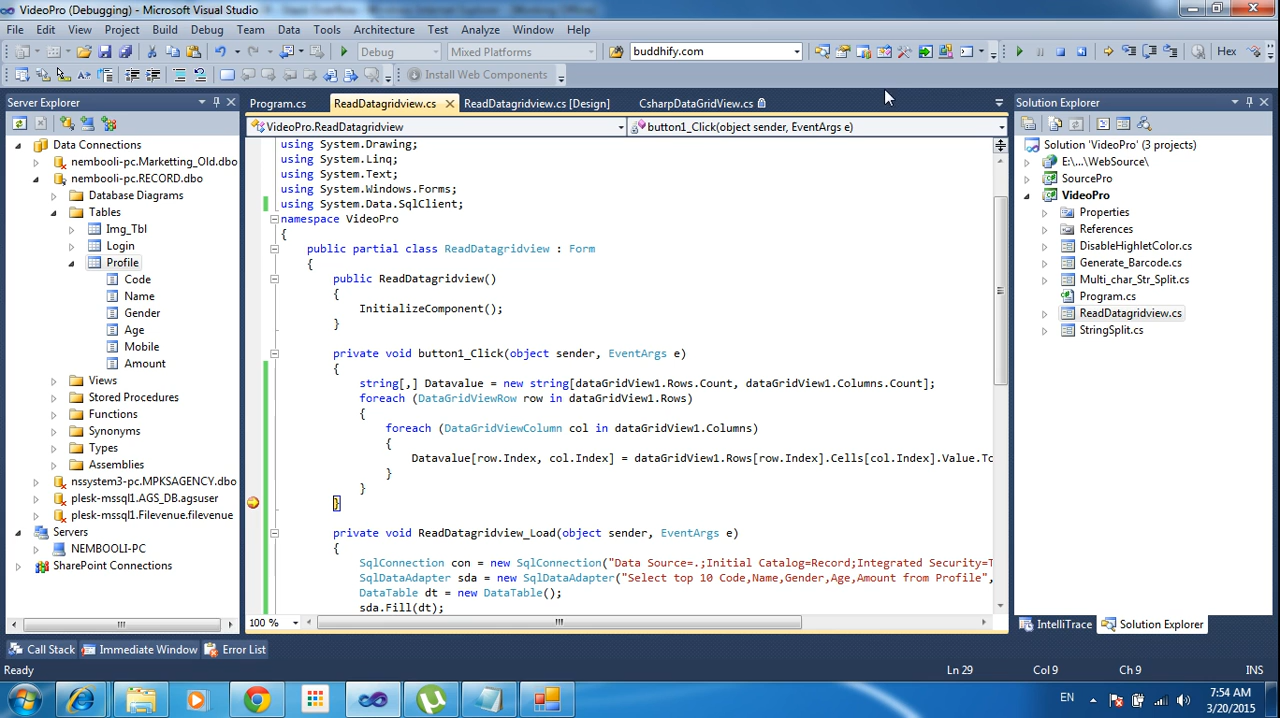 VideoPro (Debugging) - Microsoft Visual Studio
File Edit View Project Build Debug Team Data Tools Architecture Test Analyze Window Help
Debug Mixed Platforms buddhify.com Hex
Install Web Components
Server Explorer
Data Connections
nembooli-pc.Marketting_Old.dbo
nembooli-pc.RECORD.dbo
Database Diagrams
Tables
Img_Tbl
Login
Profile
Code
Name
Gender
Age
Mobile
Amount
Views
Stored Procedures
Functions
Synonyms
Types
Assemblies
nssystem3-pc.MPKSAGENCY.dbo
plesk-mssql1.AGS_DB.agsuser
plesk-mssql1.Filevenue.filevenue
Servers
NEMBOOLI-PC
SharePoint Connections
Program.cs ReadDatagridview.cs ReadDatagridview.cs [Design] CsharpDataGridView.cs
VideoPro.ReadDatagridview button1_Click(object sender, EventArgs e)
using System.Drawing;
using System.Linq;
using System.Text;
using System.Windows.Forms;
using System.Data.SqlClient;
namespace VideoPro
{
public partial class ReadDatagridview : Form
{
public ReadDatagridview()
{
InitializeComponent();
}
private void button1_Click(object sender, EventArgs e)
{
string[,] Datavalue = new string[dataGridView1.Rows.Count, dataGridView1.Columns.Count];
foreach (DataGridViewRow row in dataGridView1.Rows)
{
foreach (DataGridViewColumn col in dataGridView1.Columns)
{
Datavalue[row.Index, col.Index] = dataGridView1.Rows[row.Index].Cells[col.Index].Value.To
}
}
}
private void ReadDatagridview_Load(object sender, EventArgs e)
{
SqlConnection con = new SqlConnection("Data Source=.;Initial Catalog=Record;Integrated Security=T
SqlDataAdapter sda = new SqlDataAdapter("Select top 10 Code,Name,Gender,Age,Amount from Profile",
DataTable dt = new DataTable();
sda.Fill(dt);
100 %
Solution Explorer
Solution 'VideoPro' (3 projects)
E:\...\WebSource\
SourcePro
VideoPro
Properties
References
DisableHighletColor.cs
Generate_Barcode.cs
Multi_char_Str_Split.cs
Program.cs
ReadDatagridview.cs
StringSplit.cs
IntelliTrace Solution Explorer
Call Stack Immediate Window Error List
Ready Ln 29 Col 9 Ch 9 INS
EN 7:54 AM
3/20/2015